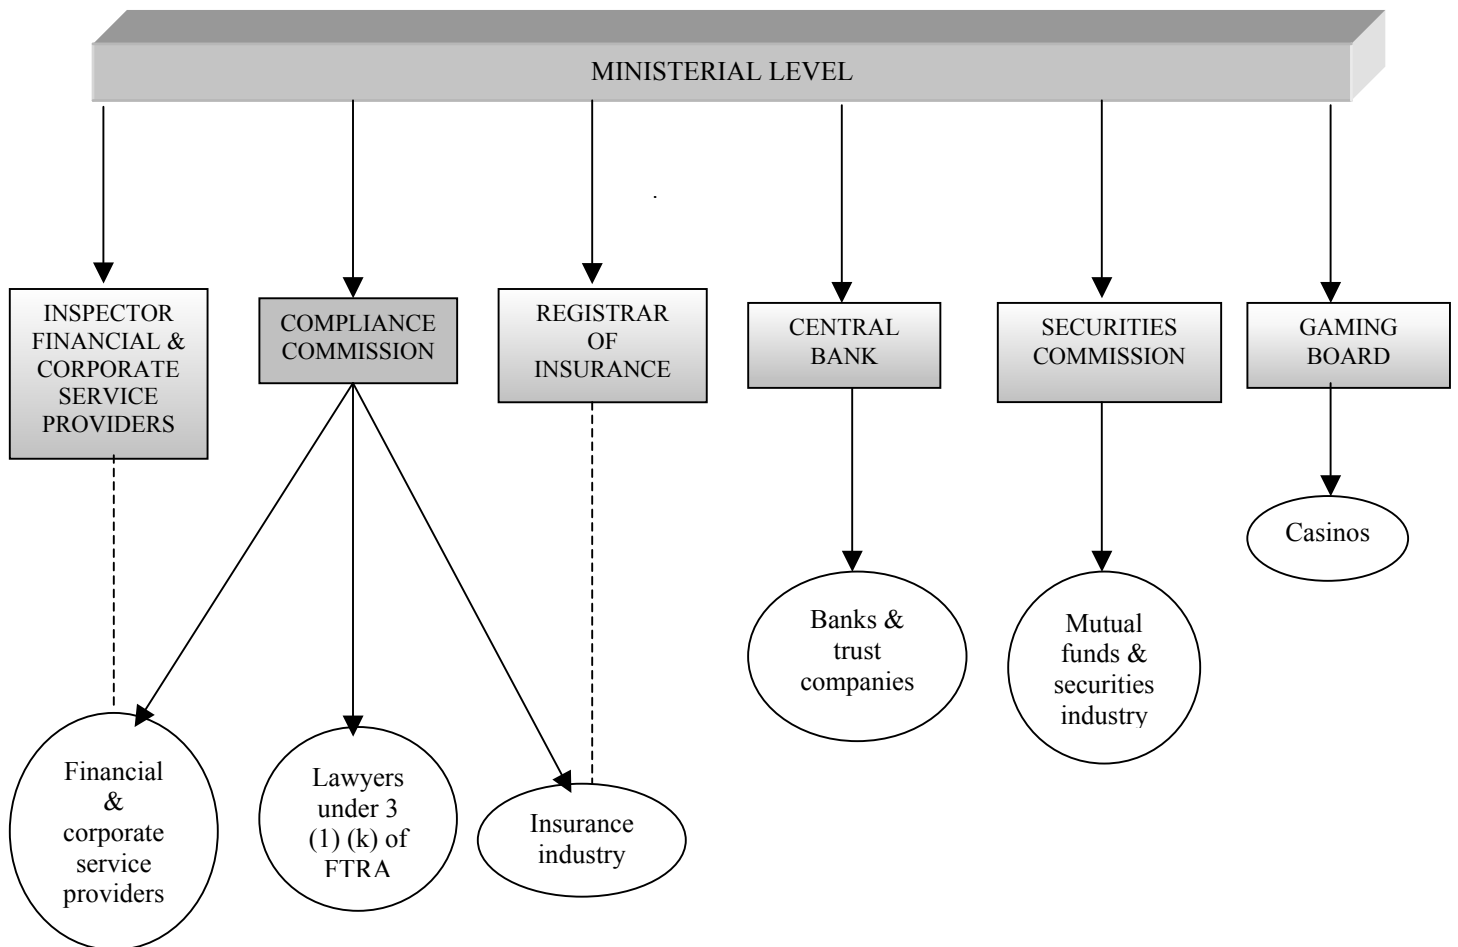 MINISTERIAL LEVEL
INSPECTOR
FINANCIAL &
CORPORATE
SERVICE
PROVIDERS
COMPLIANCE
COMMISSION
REGISTRAR
OF
INSURANCE
CENTRAL
BANK
SECURITIES
COMMISSION
GAMING
BOARD
Financial
&
corporate
service
providers
Lawyers
under 3
(1) (k) of
FTRA
Insurance
industry
Banks &
trust
companies
Mutual
funds &
securities
industry
Casinos